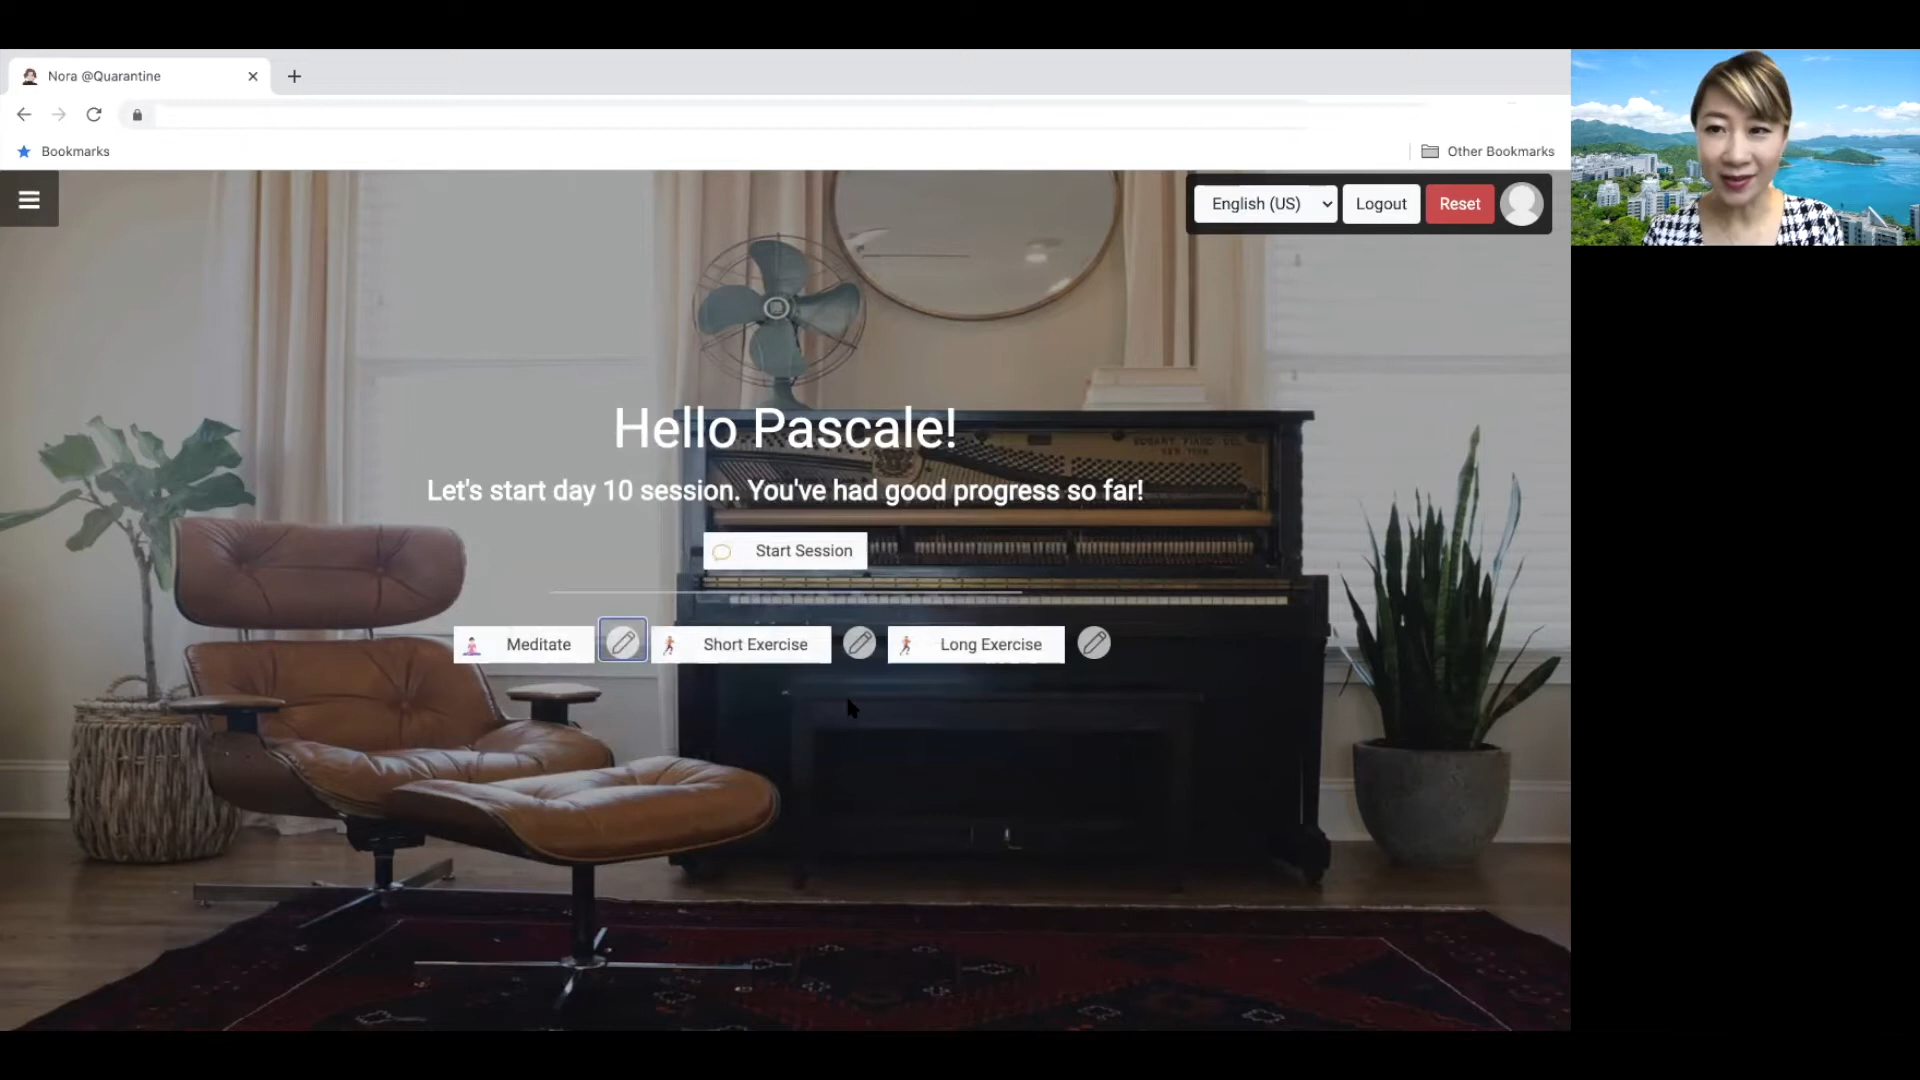 Nora @Quarantine
Bookmarks
Other Bookmarks
English (US)
Logout
Reset
Hello Pascale!
Let's start day 10 session. You've had good progress so far!
Start Session
Meditate
Short Exercise
Long Exercise